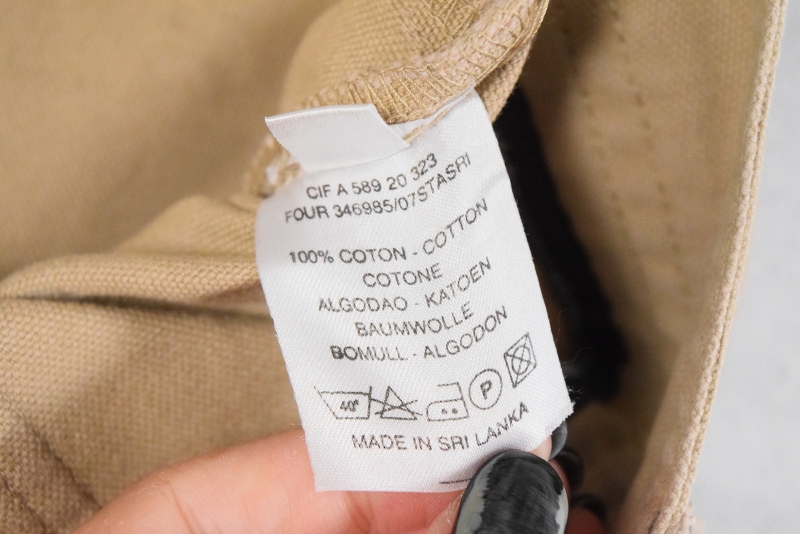 CIF A 589 20 323
FOUR 346985/07STASRI
100% COTON - COTTON
COTONE
ALGODAO - KATOEN
BAUMWOLLE
BOMULL - ALGODON
40° P
MADE IN SRI LANKA